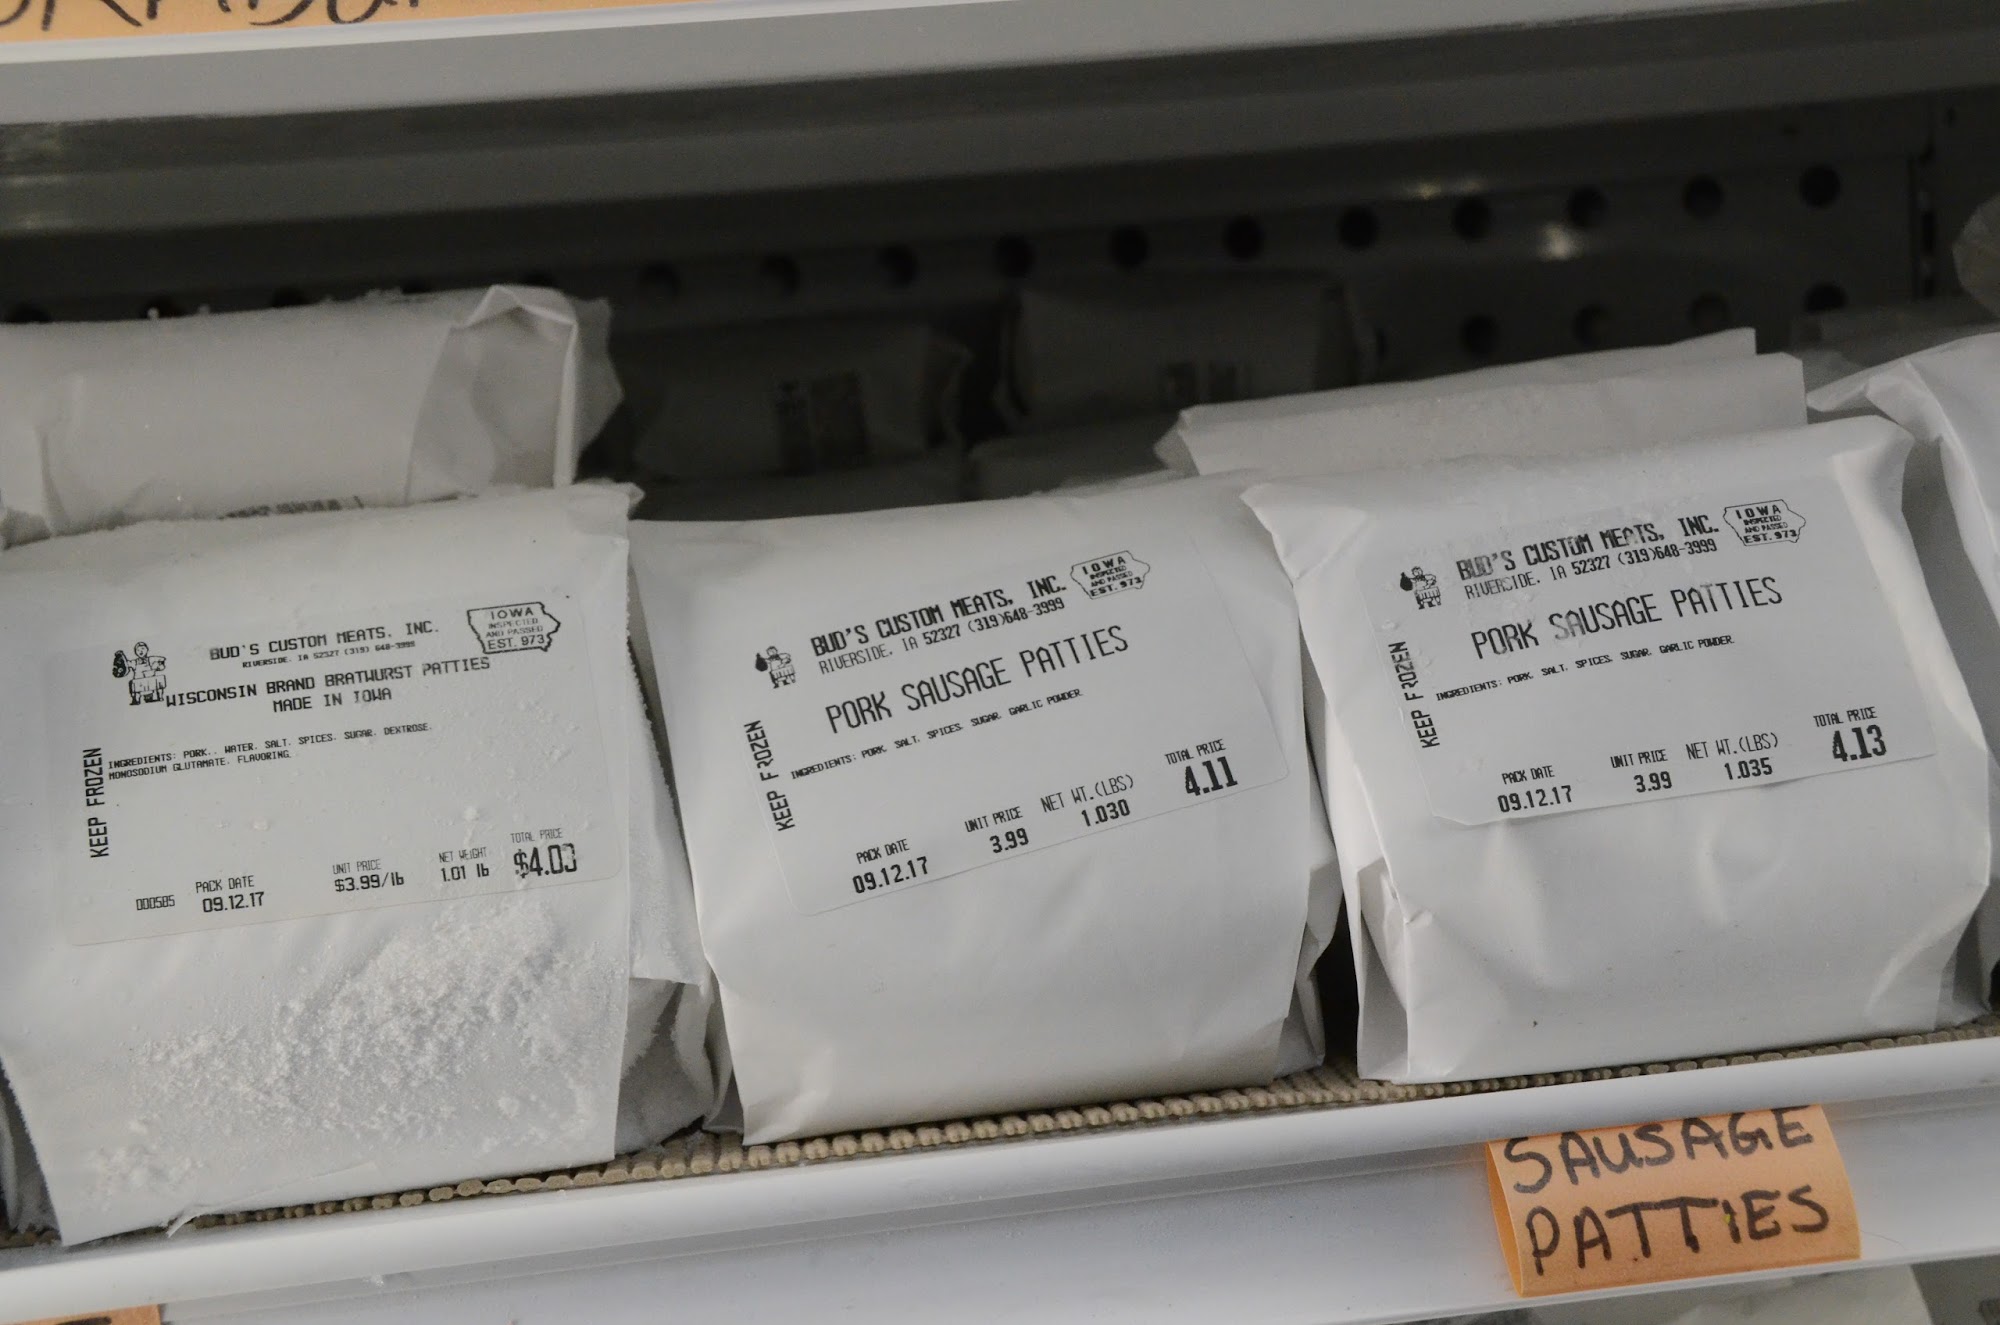 BUD'S CUSTOM MEATS, INC.
RIVERSIDE, IA 52327 (319) 648-3999
IOWA
INSPECTED
AND PASSED
EST. 973
WISCONSIN BRAND BRATWURST PATTIES
MADE IN IOWA
KEEP FROZEN
INGREDIENTS: PORK,, WATER, SALT, SPICES, SUGAR, DEXTROSE,
MONOSODIUM GLUTAMATE, FLAVORING,
000585
PACK DATE
09.12.17
UNIT PRICE
$3.99/lb
NET WEIGHT
1.01 lb
TOTAL PRICE
$4.03
BUD'S CUSTOM MEATS, INC.
RIVERSIDE, IA 52327 (319)648-3999
IOWA
INSPECTED
AND PASSED
EST. 973
PORK SAUSAGE PATTIES
KEEP FROZEN
INGREDIENTS: PORK, SALT, SPICES, SUGAR, GARLIC POWDER,
PACK DATE
09.12.17
UNIT PRICE
3.99
NET WT.(LBS)
1.030
TOTAL PRICE
4.11
BUD'S CUSTOM MEATS, INC.
RIVERSIDE, IA 52327 (319)648-3999
IOWA
INSPECTED
AND PASSED
EST. 973
PORK SAUSAGE PATTIES
KEEP FROZEN
INGREDIENTS: PORK, SALT, SPICES, SUGAR, GARLIC POWDER,
PACK DATE
09.12.17
UNIT PRICE
3.99
NET WT.(LBS)
1.035
TOTAL PRICE
4.13
SAUSAGE
PATTIES